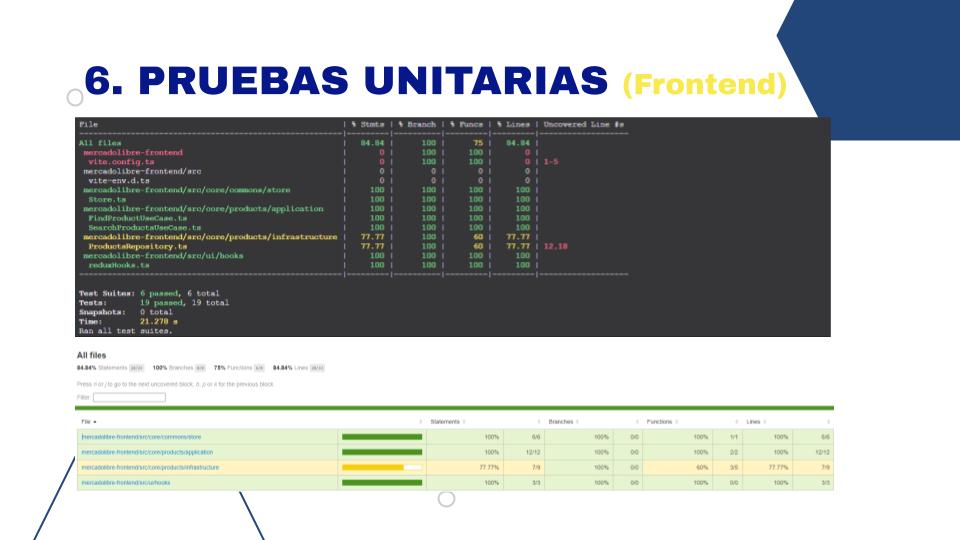 6. PRUEBAS UNITARIAS (Frontend)
File | % Stmts | % Branch | % Funcs | % Lines | Uncovered Line #s
All files | 84.84 | 100 | 75 | 84.84 |
mercadolibre-frontend | 0 | 100 | 100 | 0 |
vite.config.ts | 0 | 100 | 100 | 0 | 1-5
mercadolibre-frontend/src | 0 | 0 | 0 | 0 |
vite-env.d.ts | 0 | 0 | 0 | 0 |
mercadolibre-frontend/src/core/commons/store | 100 | 100 | 100 | 100 |
Store.ts | 100 | 100 | 100 | 100 |
mercadolibre-frontend/src/core/products/application | 100 | 100 | 100 | 100 |
FindProductUseCase.ts | 100 | 100 | 100 | 100 |
SearchProductsUseCase.ts | 100 | 100 | 100 | 100 |
mercadolibre-frontend/src/core/products/infrastructure | 77.77 | 100 | 60 | 77.77 |
ProductsRepository.ts | 77.77 | 100 | 60 | 77.77 | 12,18
mercadolibre-frontend/src/ui/hooks | 100 | 100 | 100 | 100 |
reduxHooks.ts | 100 | 100 | 100 | 100 |
Test Suites: 6 passed, 6 total
Tests: 19 passed, 19 total
Snapshots: 0 total
Time: 21.278 s
Ran all test suites.
All files
84.84% Statements 100% Branches 75% Functions 84.84% Lines
Press n or j to go to the next uncovered block, b, p or k for the previous block.
Filter:
File Statements Branches Functions Lines
mercadolibre-frontend/src/core/commons/store 100% 6/6 100% 0/0 100% 1/1 100% 6/6
mercadolibre-frontend/src/core/products/application 100% 12/12 100% 0/0 100% 2/2 100% 12/12
mercadolibre-frontend/src/core/products/infrastructure 77.77% 7/9 100% 0/0 60% 3/5 77.77% 7/9
mercadolibre-frontend/src/ui/hooks 100% 3/3 100% 0/0 100% 0/0 100% 3/3